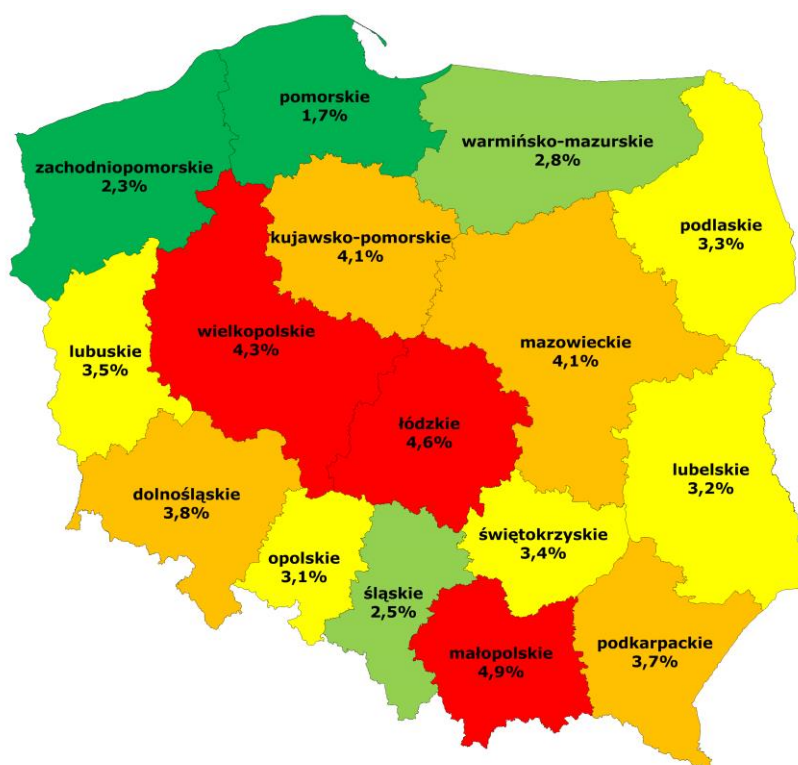 pomorskie
1,7%
warmińsko-mazurskie
2,8%
zachodniopomorskie
2,3%
podlaskie
3,3%
kujawsko-pomorskie
4,1%
wielkopolskie
4,3%
mazowieckie
4,1%
lubuskie
3,5%
łódzkie
4,6%
lubelskie
3,2%
dolnośląskie
3,8%
świętokrzyskie
3,4%
opolskie
3,1%
śląskie
2,5%
podkarpackie
3,7%
małopolskie
4,9%